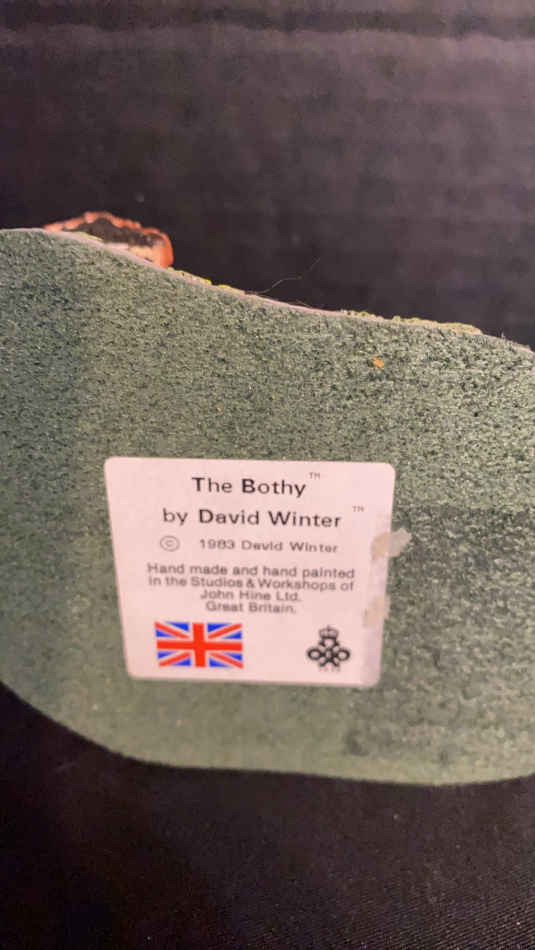 The Bothy™
by David Winter™
© 1983 David Winter
Hand made and hand painted
in the Studios & Workshops of
John Hine Ltd.
Great Britain.